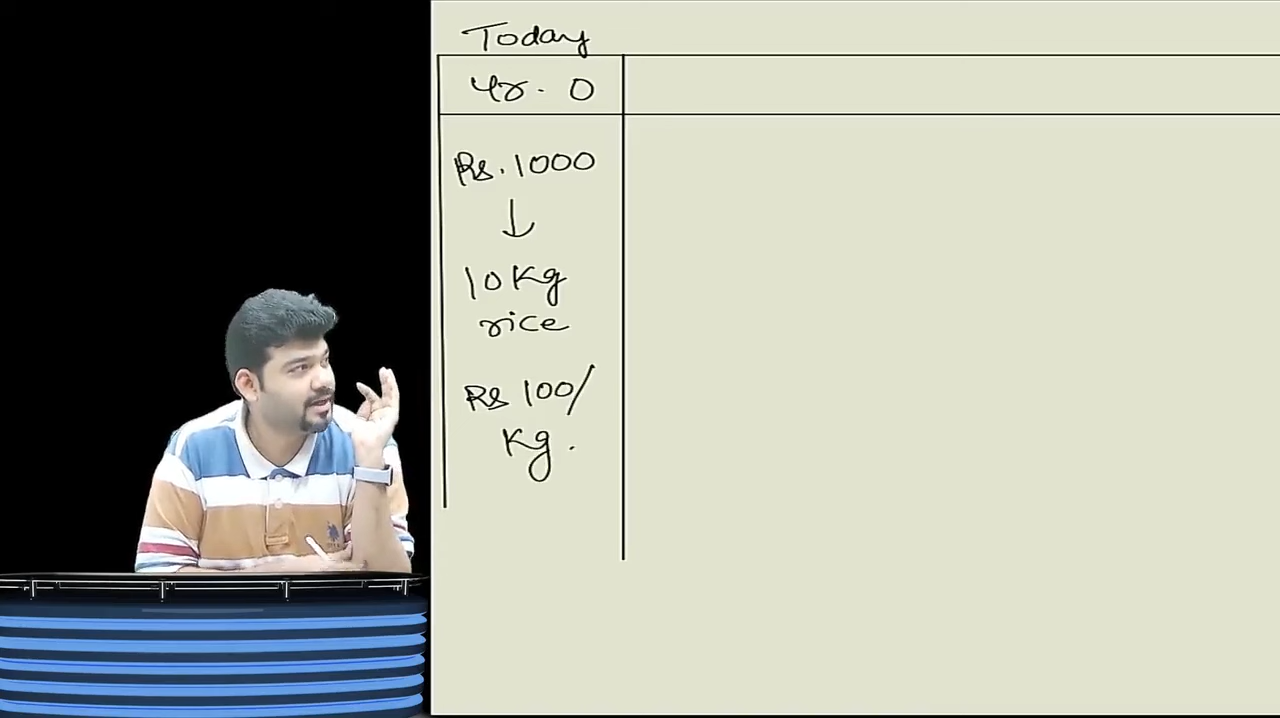 Today
Yr. 0
Rs. 1000
↓
10 Kg
rice
Rs 100/
Kg.